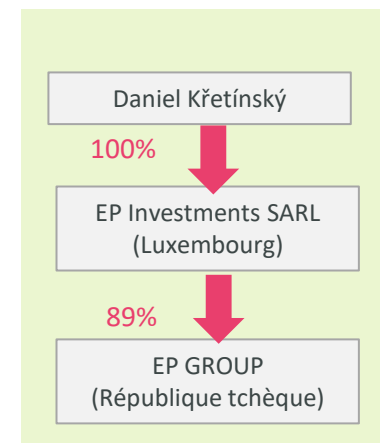 Daniel Křetínský
100%
EP Investments SARL
(Luxembourg)
89%
EP GROUP
(République tchèque)